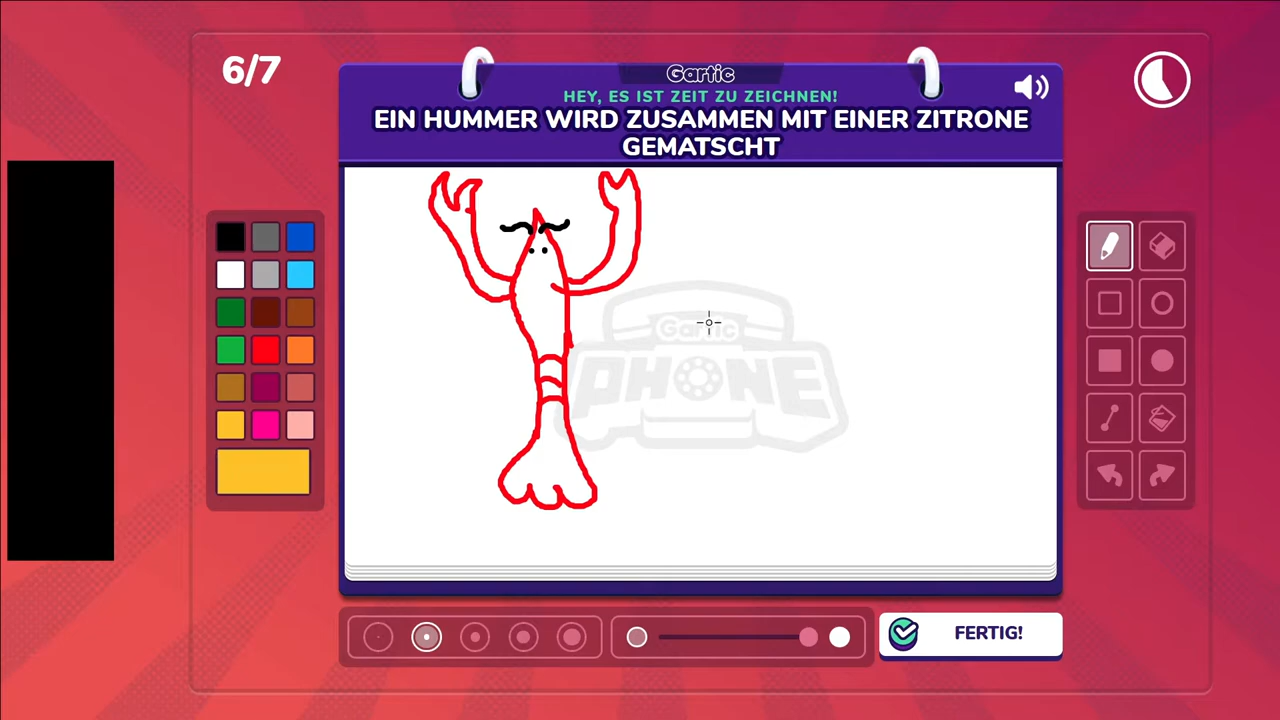 6/7
Gartic
HEY, ES IST ZEIT ZU ZEICHNEN!
EIN HUMMER WIRD ZUSAMMEN MIT EINER ZITRONE
GEMATSCHT
Gartic
PHONE
FERTIG!